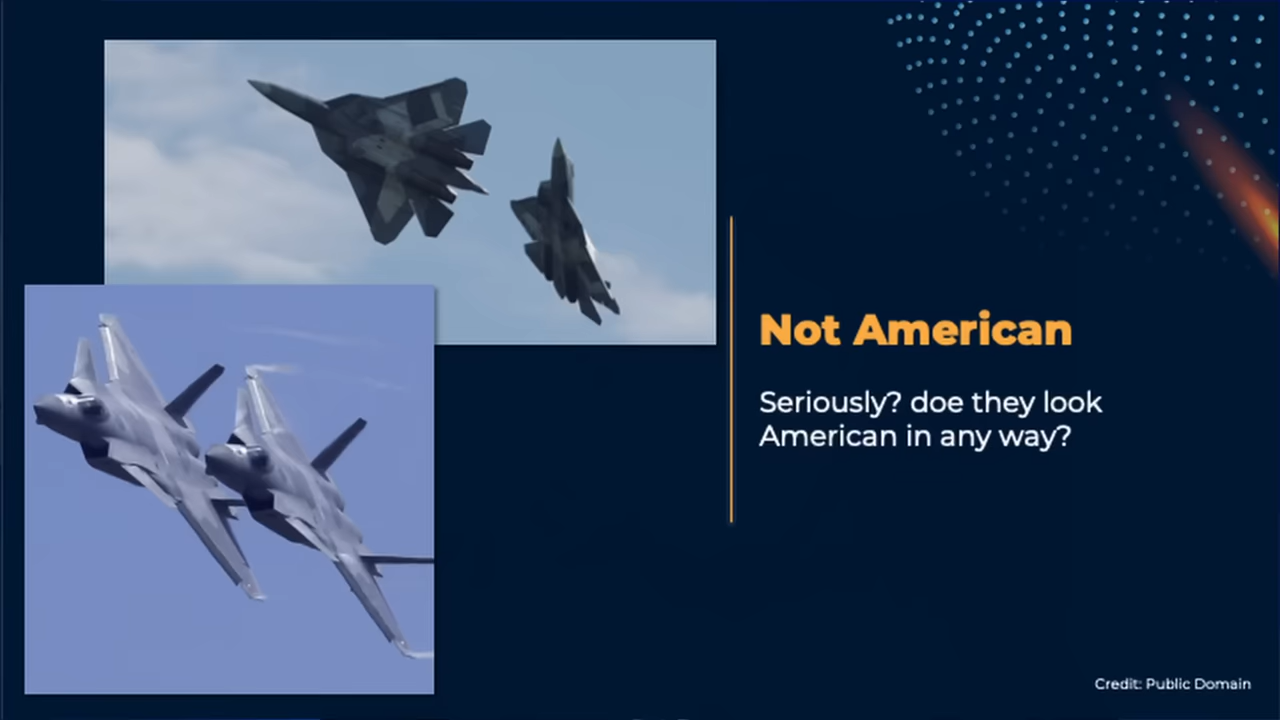 Not American
Seriously? doe they look
American in any way?
Credit: Public Domain